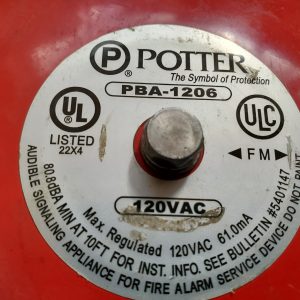 P ® POTTER ®
The Symbol of Protection
PBA-1206
UL ®
LISTED
22X4
ULC
FM
120VAC
Max. Regulated 120VAC 61.0mA
80.8dBA MIN AT 10FT FOR INST. INFO. SEE BULLETIN #5401147
AUDIBLE SIGNALING APPLIANCE FOR FIRE ALARM SERVICE DEVICE DO NOT PAINT